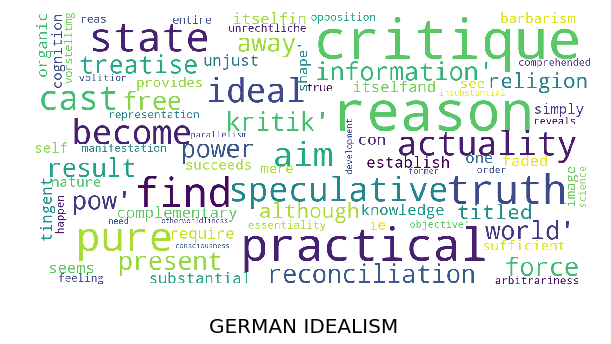 organic
cognition
vorstelltmg
reas
entire
itselfin
unrechtliche
opposition
barbarism
state
critique
treatise
volition
unjust
away
shape-
information'
comprehended
cast
free
provides
ideal
true
itselfand
see
religion
insubstantial
representation
kritik'
reason
simply
reveals
become
parallelism
self
manifestation
power
aim
development
con
actuality
result
succeeds
mere
establish
one
faded
nature
former
order
image
science
tingent
happen
pow'
find
speculative
truth
complementary
although
knowledge
titled
need
otherworldliness
pure
require
essentiality
ie
objective
world'
consciousness
practical
sufficient
seems
present
force
feeling
substantial
reconciliation
arbitrariness
GERMAN IDEALISM